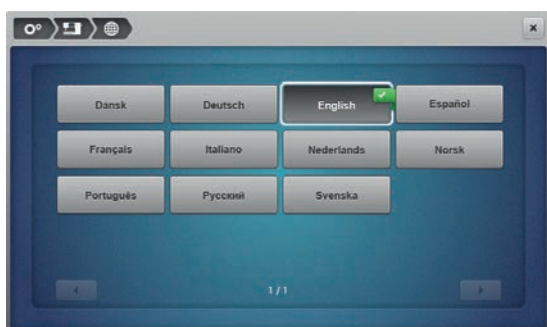 Dansk Deutsch English Español
Français Italiano Nederlands Norsk
Português Русский Svenska
1/1